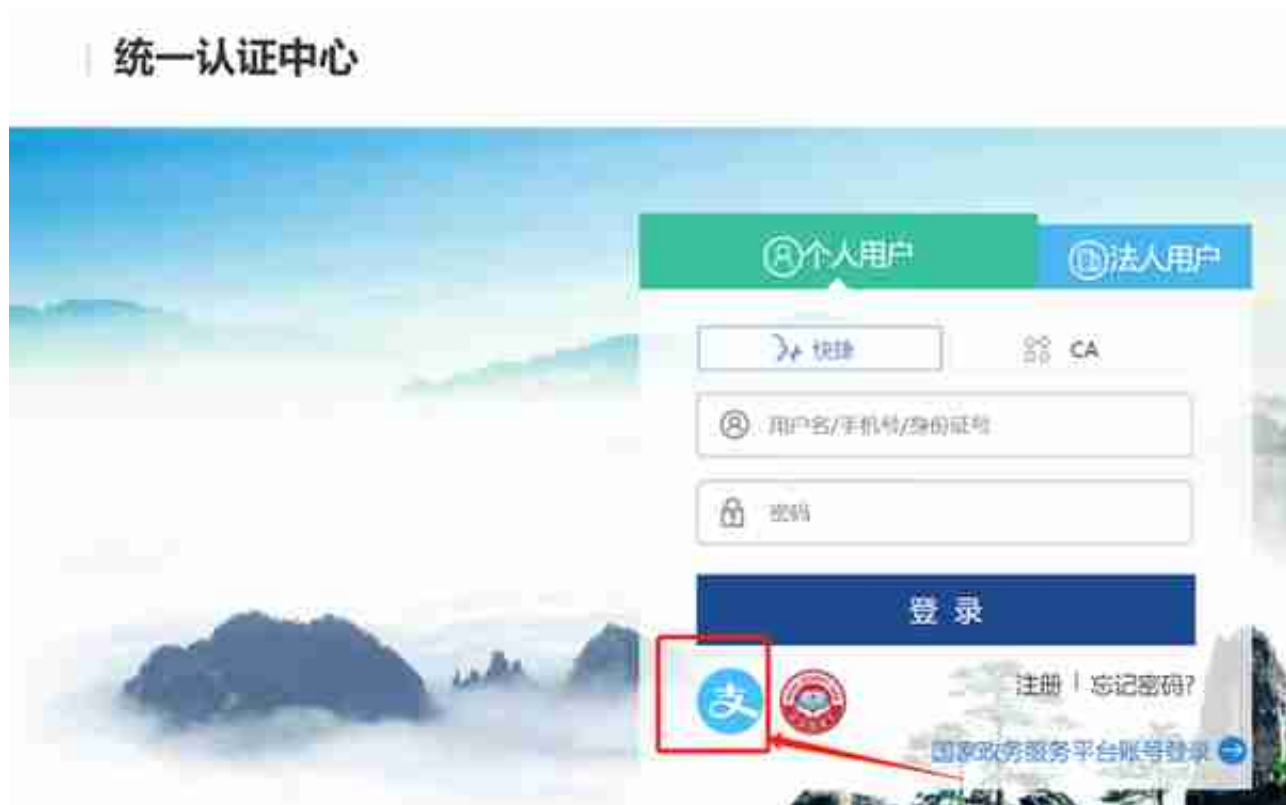 统一认证中心
个人用户
法人用户
快捷
CA
用户名/手机号/身份证号
密码
登 录
支
注册 | 忘记密码?
国家政务服务平台账号登录